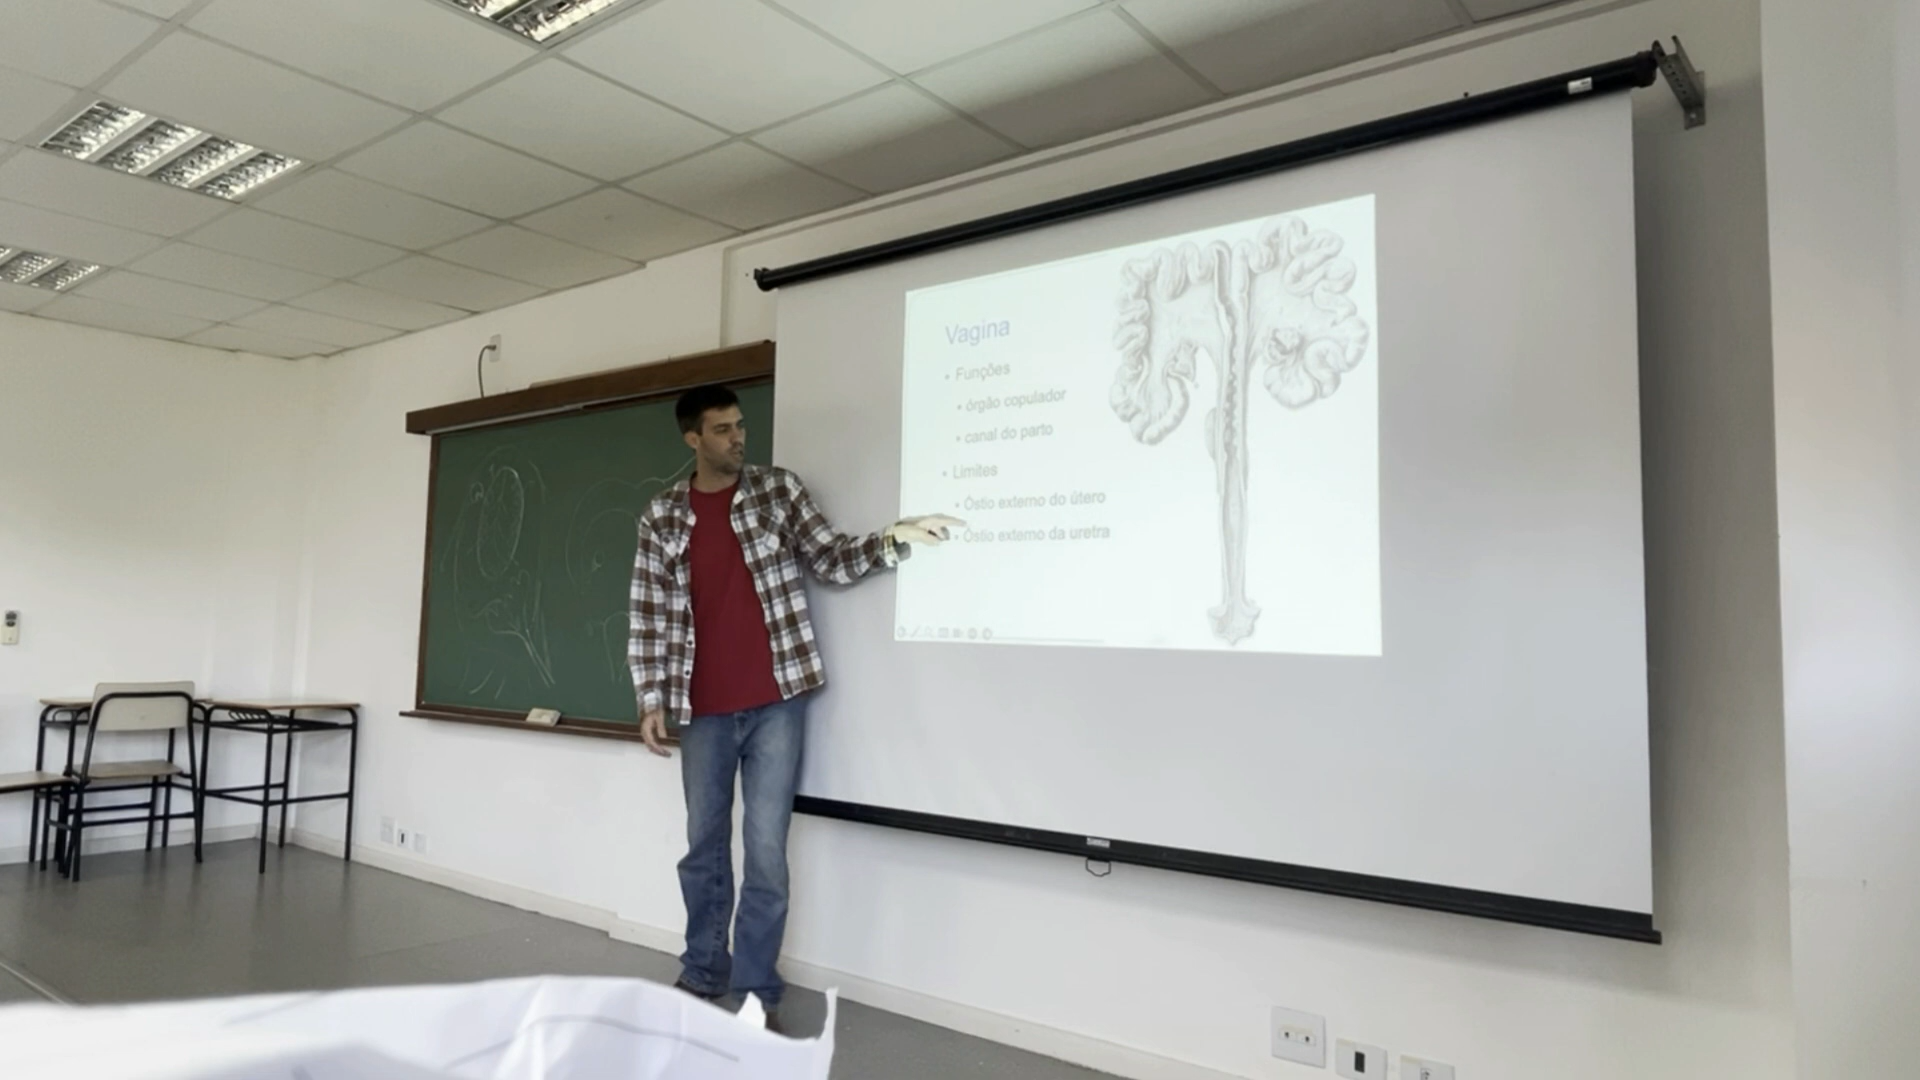 Vagina
• Funções
• órgão copulador
• canal do parto
• Limites
• Óstio externo do útero
• Óstio externo da uretra